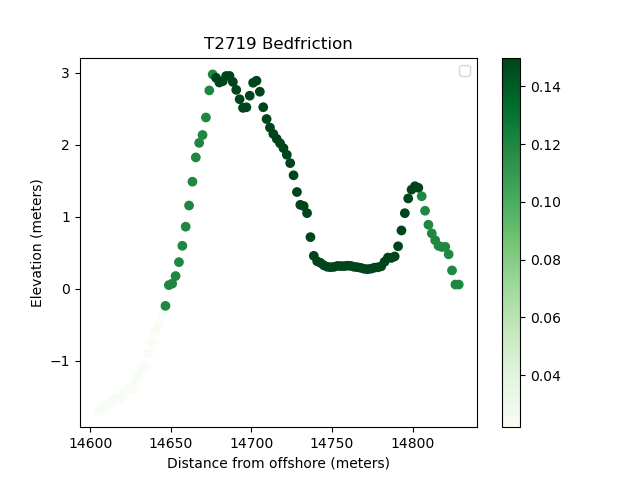 T2719 Bedfriction
3
2
1
0
−1
Elevation (meters)
14600 14650 14700 14750 14800
Distance from offshore (meters)
0.14
0.12
0.10
0.08
0.06
0.04